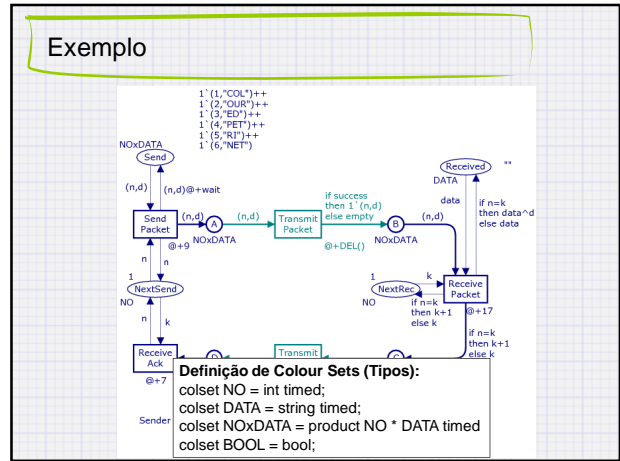 Exemplo
1`(1,"COL")++
1`(2,"OUR")++
1`(3,"ED")++
1`(4,"PET")++
1`(5,"RI")++
1`(6,"NET")
NOxDATA
Send
Received
""
DATA
(n,d)
(n,d)@+wait
data
if n=k
then data^d
else data
if success
then 1`(n,d)
else empty
Send
Packet
(n,d)
A
(n,d)
Transmit
Packet
B
(n,d)
@+9
NOxDATA
@+DEL()
NOxDATA
n
n
1
NextSend
NO
1
NextRec
NO
k
if n=k
then k+1
else k
Receive
Packet
@+17
n
k
if n=k
then k+1
else k
Receive
Ack
D
Transmit
C
@+7
Sender
Definição de Colour Sets (Tipos):
colset NO = int timed;
colset DATA = string timed;
colset NOxDATA = product NO * DATA timed
colset BOOL = bool;